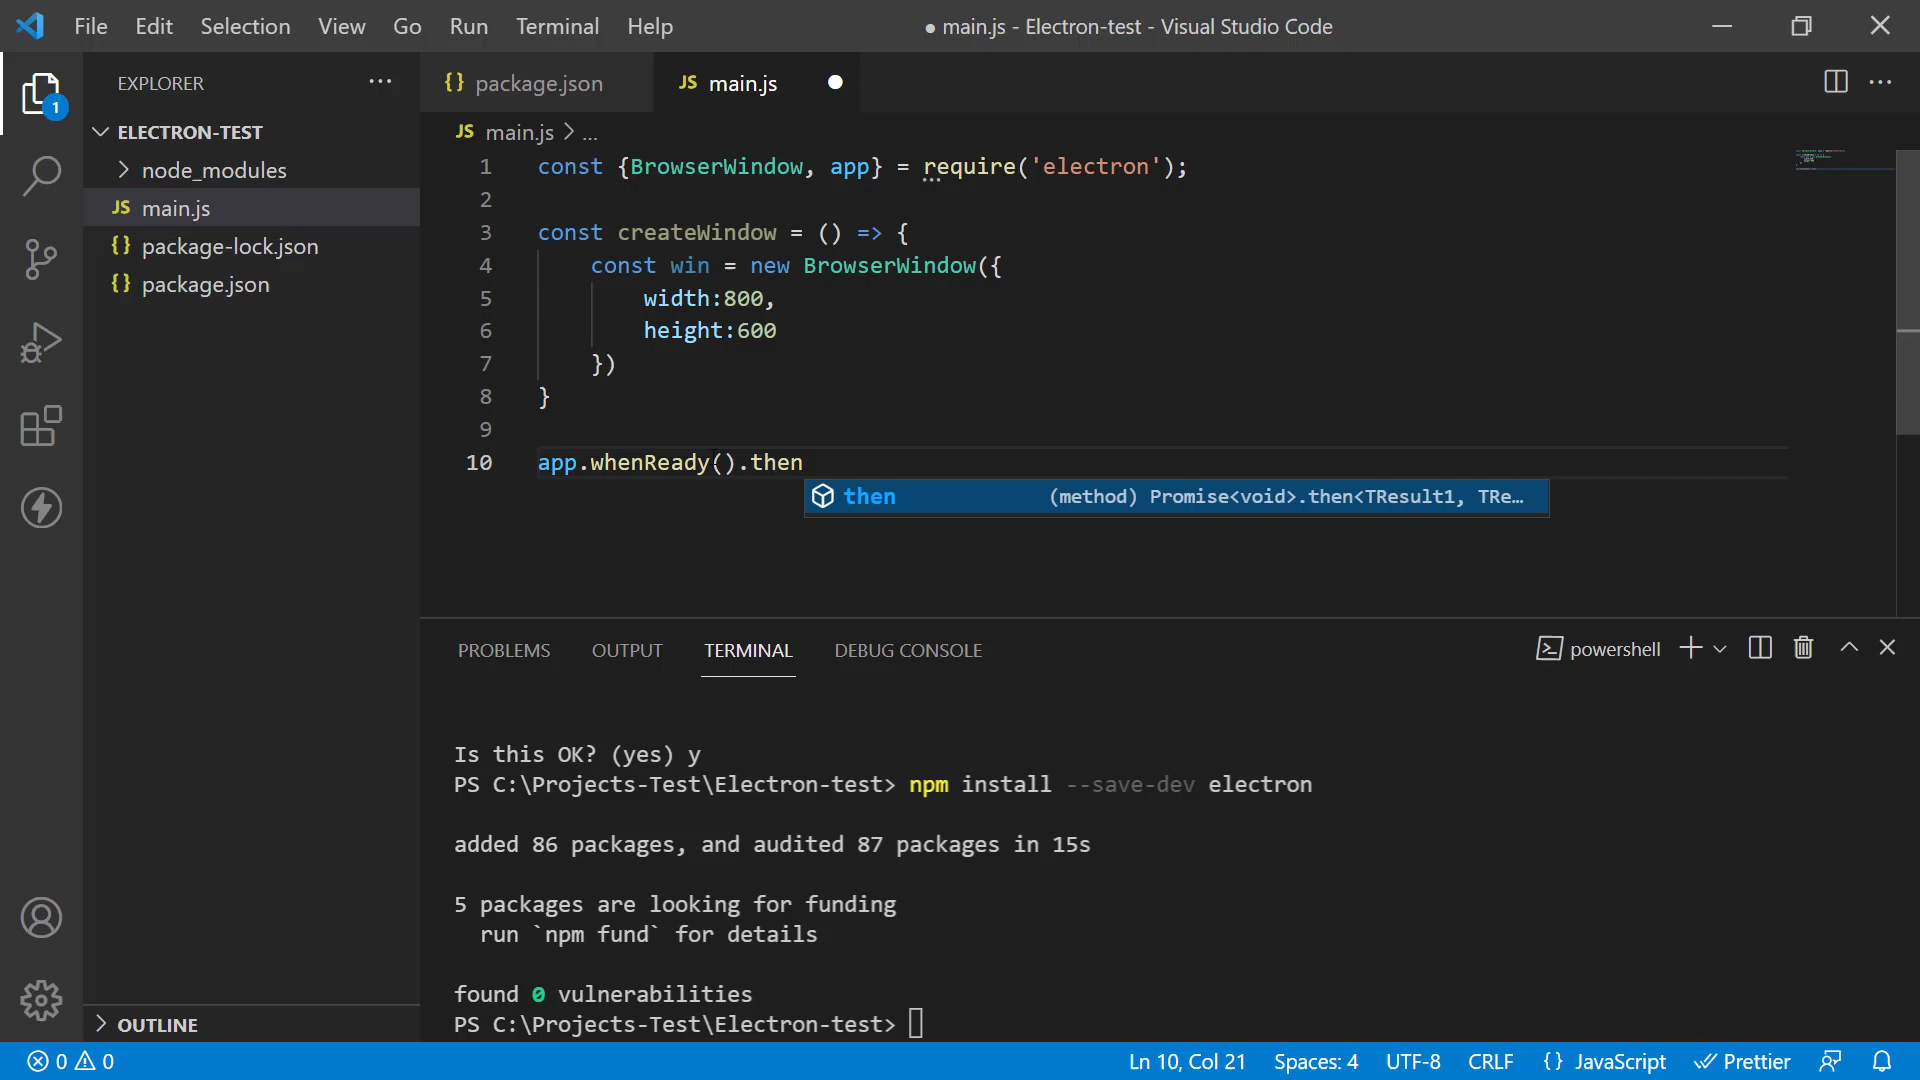 File Edit Selection View Go Run Terminal Help
● main.js - Electron-test - Visual Studio Code
EXPLORER
1
ELECTRON-TEST
node_modules
JS main.js
{} package-lock.json
{} package.json
OUTLINE
{} package.json
JS main.js
JS main.js > ...
1 const {BrowserWindow, app} = require('electron');
2
3 const createWindow = () => {
4 const win = new BrowserWindow({
5 width:800,
6 height:600
7 })
8 }
9
10 app.whenReady().then
then (method) Promise<void>.then<TResult1, TRe…
PROBLEMS OUTPUT TERMINAL DEBUG CONSOLE
powershell
Is this OK? (yes) y
PS C:\Projects-Test\Electron-test> npm install --save-dev electron
added 86 packages, and audited 87 packages in 15s
5 packages are looking for funding
run `npm fund` for details
found 0 vulnerabilities
PS C:\Projects-Test\Electron-test>
0 0
Ln 10, Col 21 Spaces: 4 UTF-8 CRLF {} JavaScript Prettier